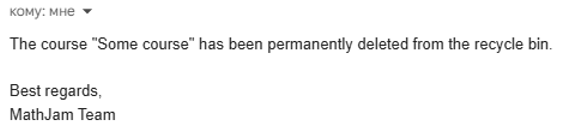 кому: мне
The course "Some course" has been permanently deleted from the recycle bin.
Best regards,
MathJam Team